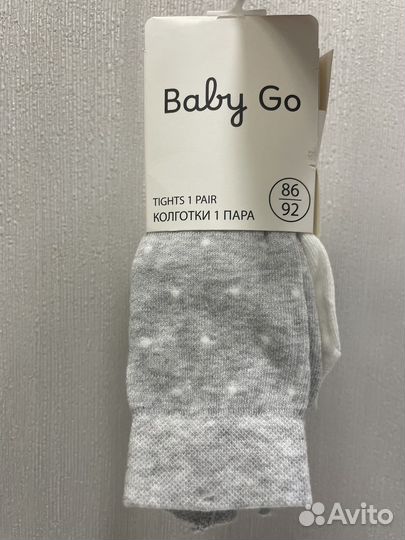 Baby Go
TIGHTS 1 PAIR
КОЛГОТКИ 1 ПАРА
86
92
Avito